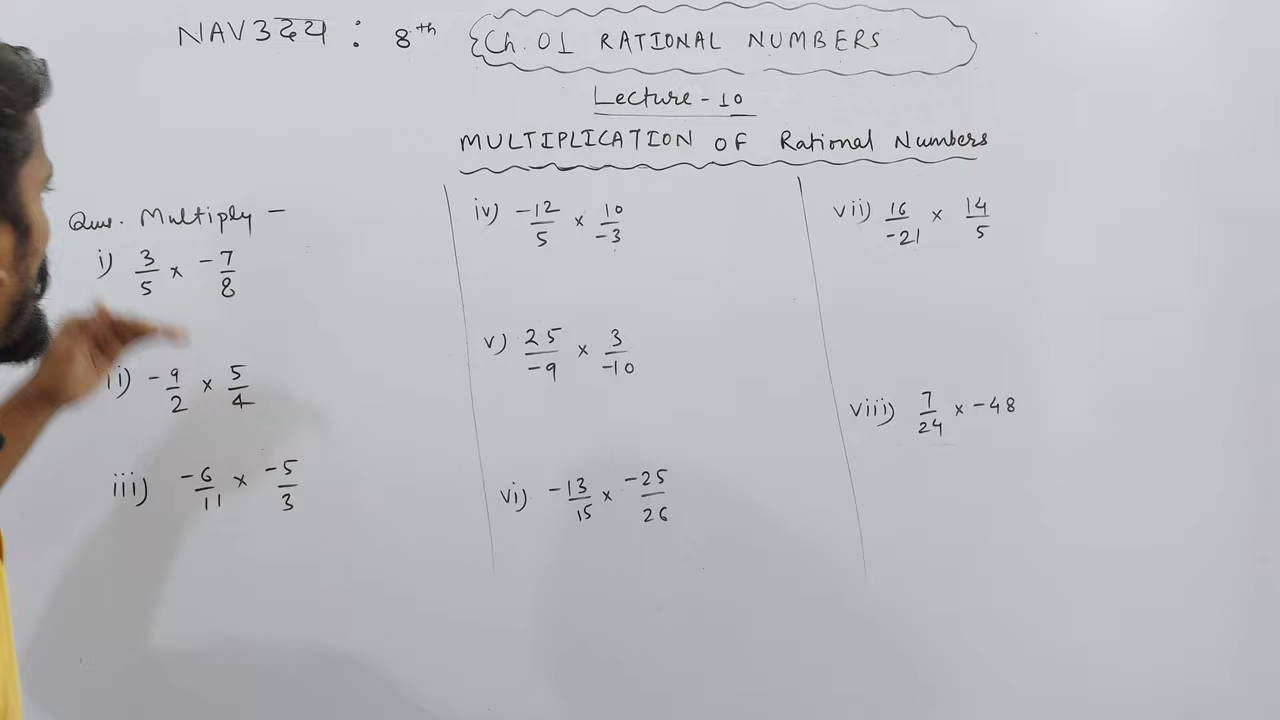 NAV3204 : 8th Ch. 01 RATIONAL NUMBERS
Lecture - 10
MULTIPLICATION OF Rational Numbers
Ques. Multiply -
i) 3/5 × -7/8
ii) -9/2 × 5/4
iii) -6/11 × -5/3
iv) -12/5 × 10/-3
v) 25/-9 × 3/-10
vi) -13/15 × -25/26
vii) 16/-21 × 14/5
viii) 7/24 × -48